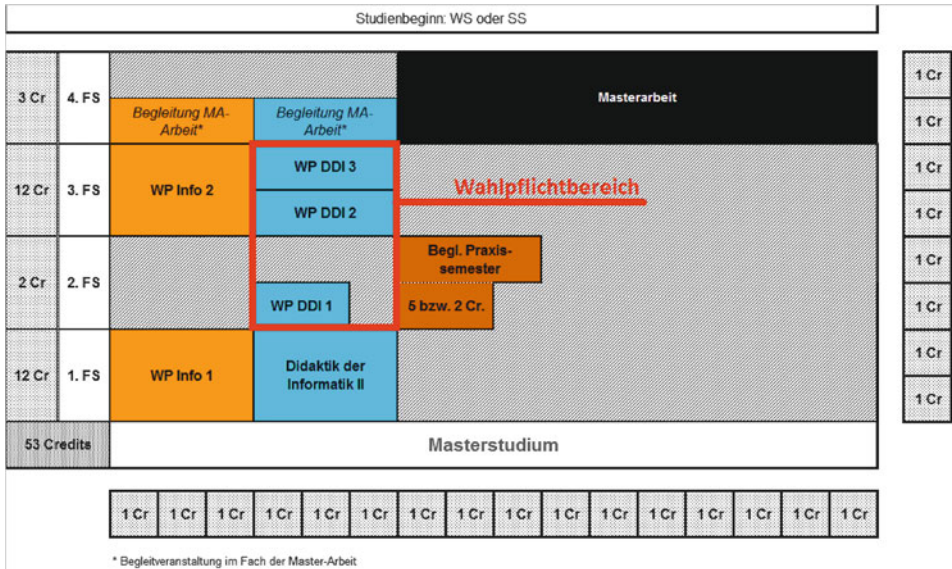 Studienbeginn: WS oder SS
3 Cr
4. FS
Begleitung MA-
Arbeit*
Begleitung MA-
Arbeit*
Masterarbeit
12 Cr
3. FS
WP Info 2
WP DDI 3
WP DDI 2
Wahlpflichtbereich
2 Cr
2. FS
WP DDI 1
Begl. Praxis-
semester
5 bzw. 2 Cr.
12 Cr
1. FS
WP Info 1
Didaktik der
Informatik II
53 Credits
Masterstudium
1 Cr
1 Cr
1 Cr
1 Cr
1 Cr
1 Cr
1 Cr
1 Cr
1 Cr 1 Cr 1 Cr 1 Cr 1 Cr 1 Cr 1 Cr 1 Cr 1 Cr 1 Cr 1 Cr 1 Cr 1 Cr 1 Cr 1 Cr 1 Cr
* Begleitveranstaltung im Fach der Master-Arbeit